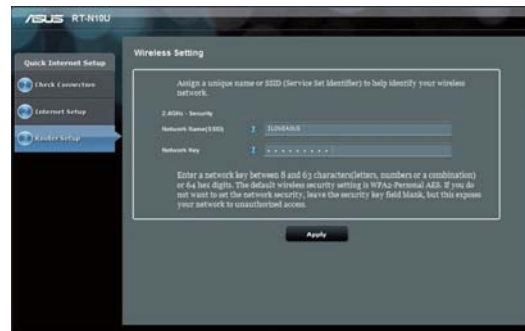 ASUS RT-N10U
Quick Internet Setup
1 Check Connection
2 Internet Setup
3 Router Setup
Wireless Setting
Assign a unique name or SSID (Service Set Identifier) to help identify your wireless
network.
2.4GHz - Security
Network Name(SSID)
Network Key
Enter a network key between 8 and 63 characters(letters, numbers or a combination)
or 64 hex digits. The default wireless security setting is WPA2-Personal AES. If you do
not want to set the network security, leave the security key field blank, but this exposes
your network to unauthorized access.
Apply